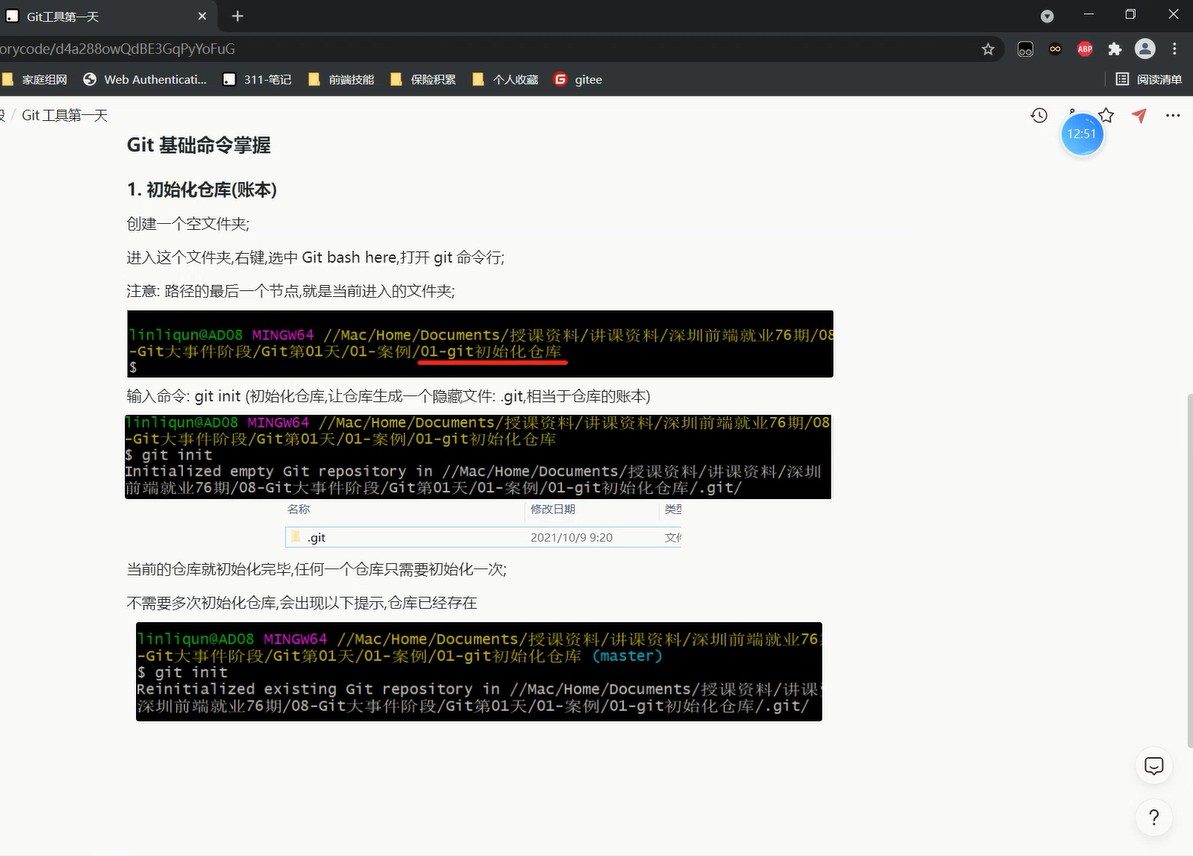 Git工具第一天
orycode/d4a288owQdBE3GqPyYoFuG
ABP
家庭组网
Web Authenticati...
311-笔记
前端技能
保险积累
个人收藏
G gitee
阅读清单
/ Git 工具第一天
12:51
Git 基础命令掌握
1. 初始化仓库(账本)
创建一个空文件夹;
进入这个文件夹,右键,选中 Git bash here,打开 git 命令行;
注意: 路径的最后一个节点,就是当前进入的文件夹;
linliqun@AD08 MINGW64 //Mac/Home/Documents/授课资料/讲课资料/深圳前端就业76期/08
-Git大事件阶段/Git第01天/01-案例/01-git初始化仓库
$
输入命令: git init (初始化仓库,让仓库生成一个隐藏文件: .git,相当于仓库的账本)
linliqun@AD08 MINGW64 //Mac/Home/Documents/授课资料/讲课资料/深圳前端就业76期/08
-Git大事件阶段/Git第01天/01-案例/01-git初始化仓库
$ git init
Initialized empty Git repository in //Mac/Home/Documents/授课资料/讲课资料/深圳
前端就业76期/08-Git大事件阶段/Git第01天/01-案例/01-git初始化仓库/.git/
名称 修改日期 类型
.git 2021/10/9 9:20 文件
当前的仓库就初始化完毕,任何一个仓库只需要初始化一次;
不需要多次初始化仓库,会出现以下提示,仓库已经存在
linliqun@AD08 MINGW64 //Mac/Home/Documents/授课资料/讲课资料/深圳前端就业76
-Git大事件阶段/Git第01天/01-案例/01-git初始化仓库 (master)
$ git init
Reinitialized existing Git repository in //Mac/Home/Documents/授课资料/讲课
深圳前端就业76期/08-Git大事件阶段/Git第01天/01-案例/01-git初始化仓库/.git/
?